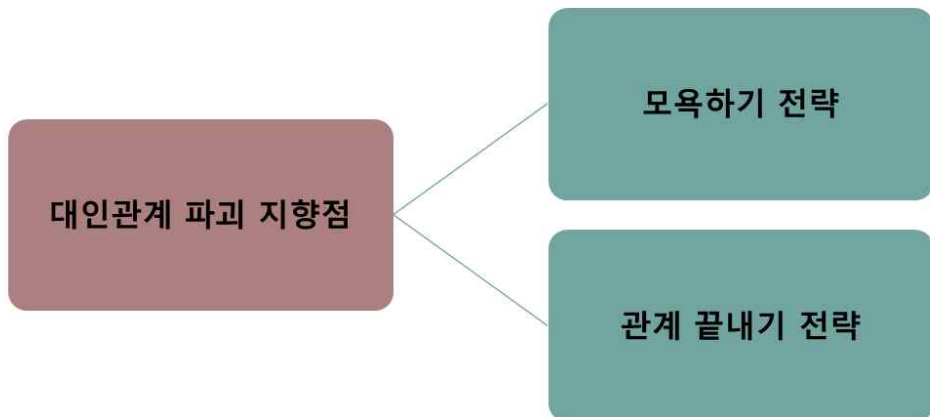 모욕하기 전략
대인관계 파괴 지향점
관계 끝내기 전략